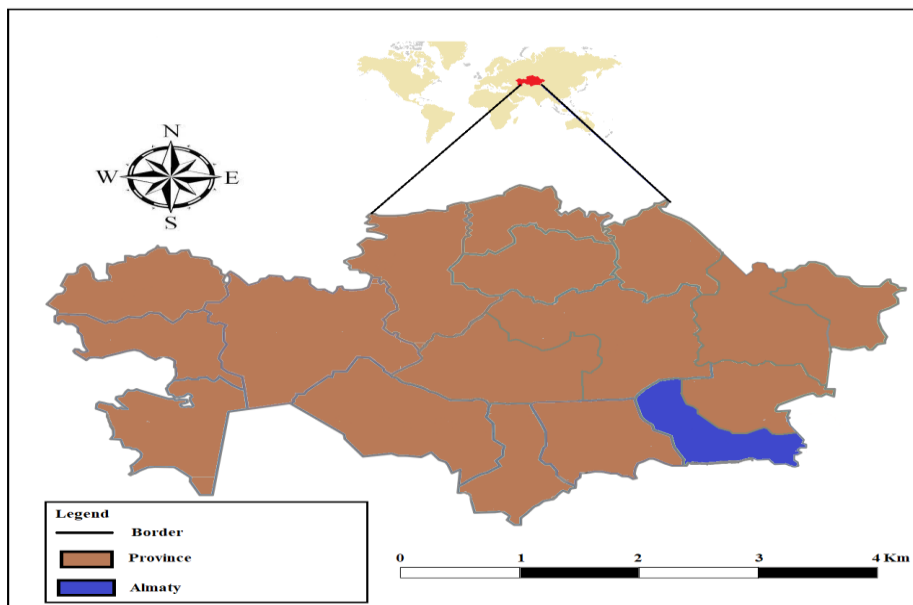 N
W E
S
Legend
Border
Province
Almaty
0 1 2 3 4 Km